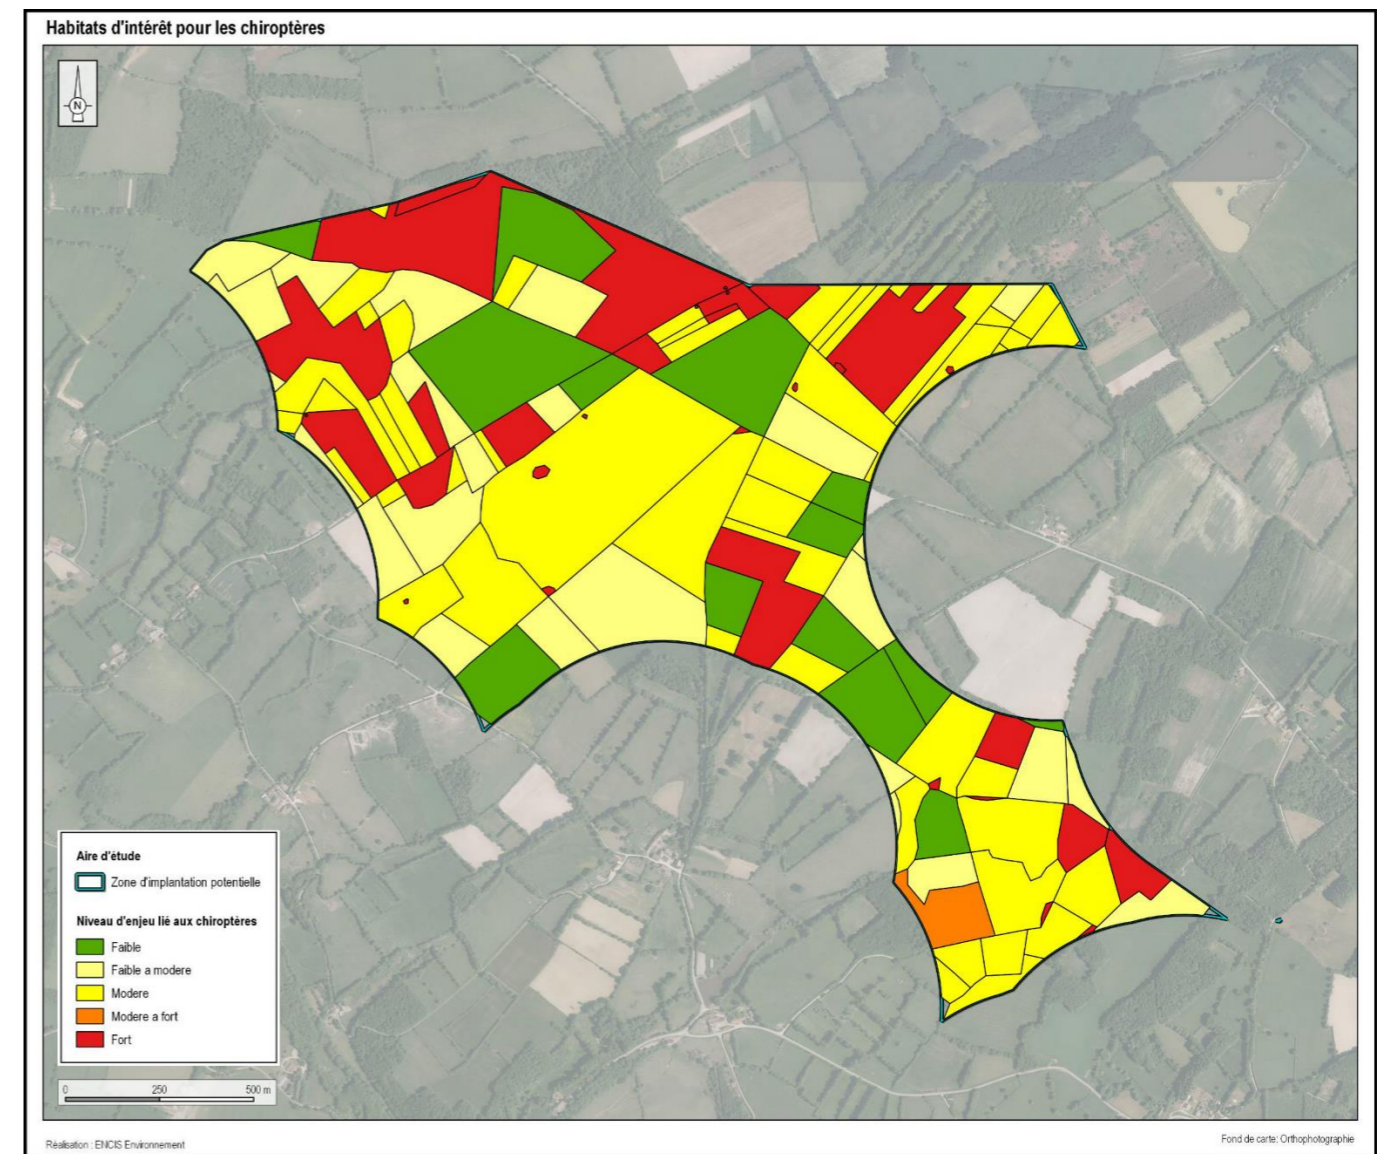 Habitats d'intérêt pour les chiroptères
N
Aire d'étude
Zone d'implantation potentielle
Niveau d'enjeu lié aux chiroptères
Faible
Faible a modere
Modere
Modere a fort
Fort
0 250 500 m
Réalisation : ENCIS Environnement
Fond de carte: Orthophotographie